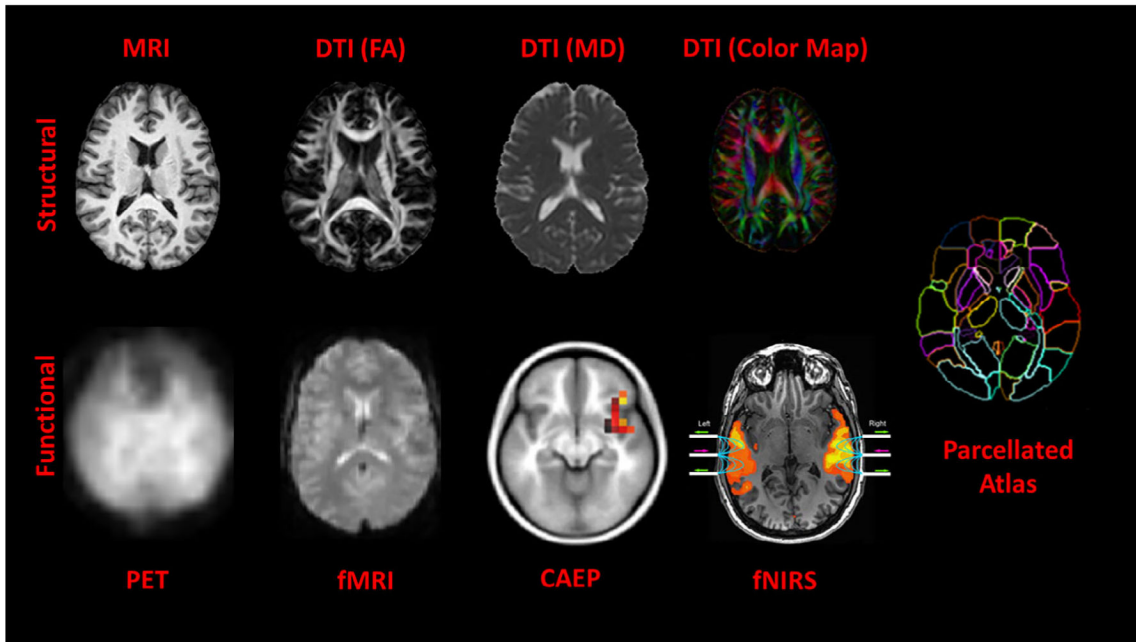 MRI
DTI (FA)
DTI (MD)
DTI (Color Map)
Structural
Functional
Left
Right
Parcellated
Atlas
PET
fMRI
CAEP
fNIRS